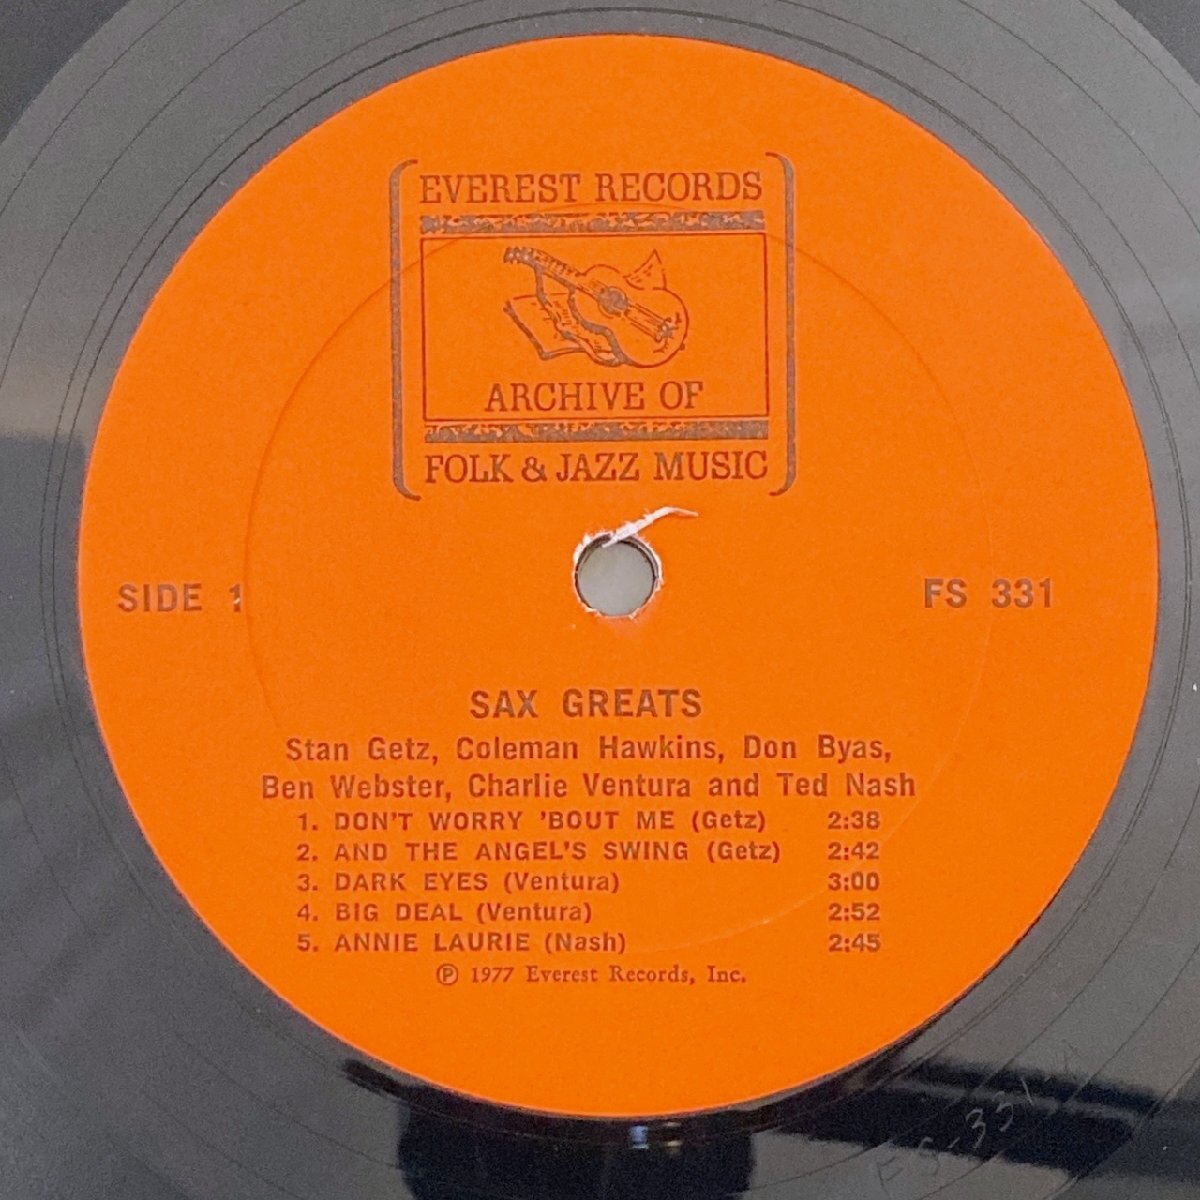 EVEREST RECORDS
ARCHIVE OF
FOLK & JAZZ MUSIC
SIDE 1
FS 331
SAX GREATS
Stan Getz, Coleman Hawkins, Don Byas,
Ben Webster, Charlie Ventura and Ted Nash
1. DON'T WORRY 'BOUT ME (Getz) 2:38
2. AND THE ANGEL'S SWING (Getz) 2:42
3. DARK EYES (Ventura) 3:00
4. BIG DEAL (Ventura) 2:52
5. ANNIE LAURIE (Nash) 2:45
Ⓟ 1977 Everest Records, Inc.